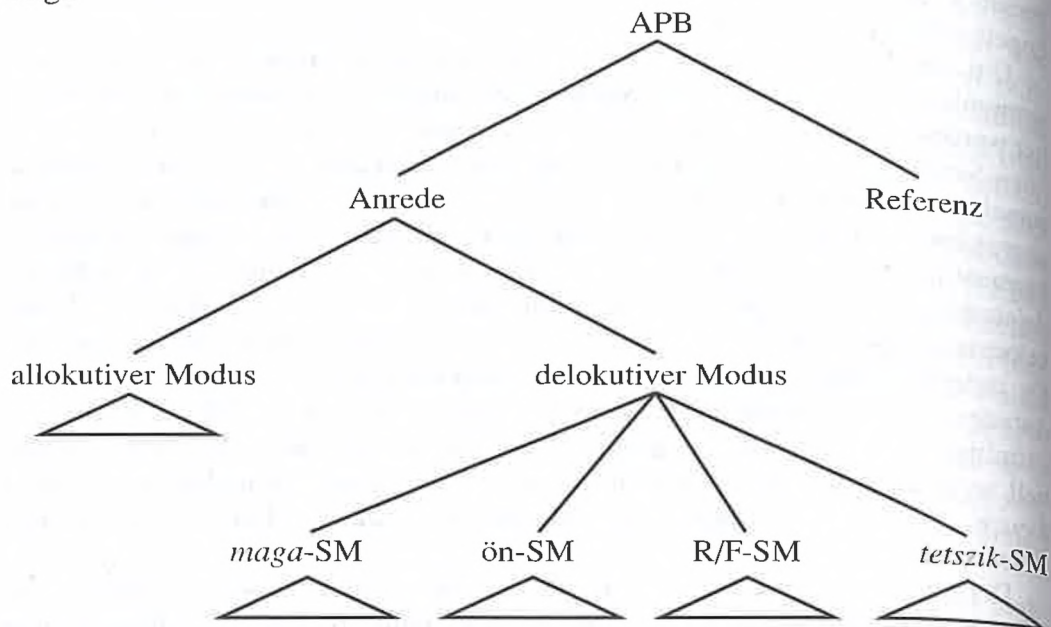 APB
Anrede Referenz
allokutiver Modus delokutiver Modus
maga-SM ön-SM R/F-SM tetszik-SM